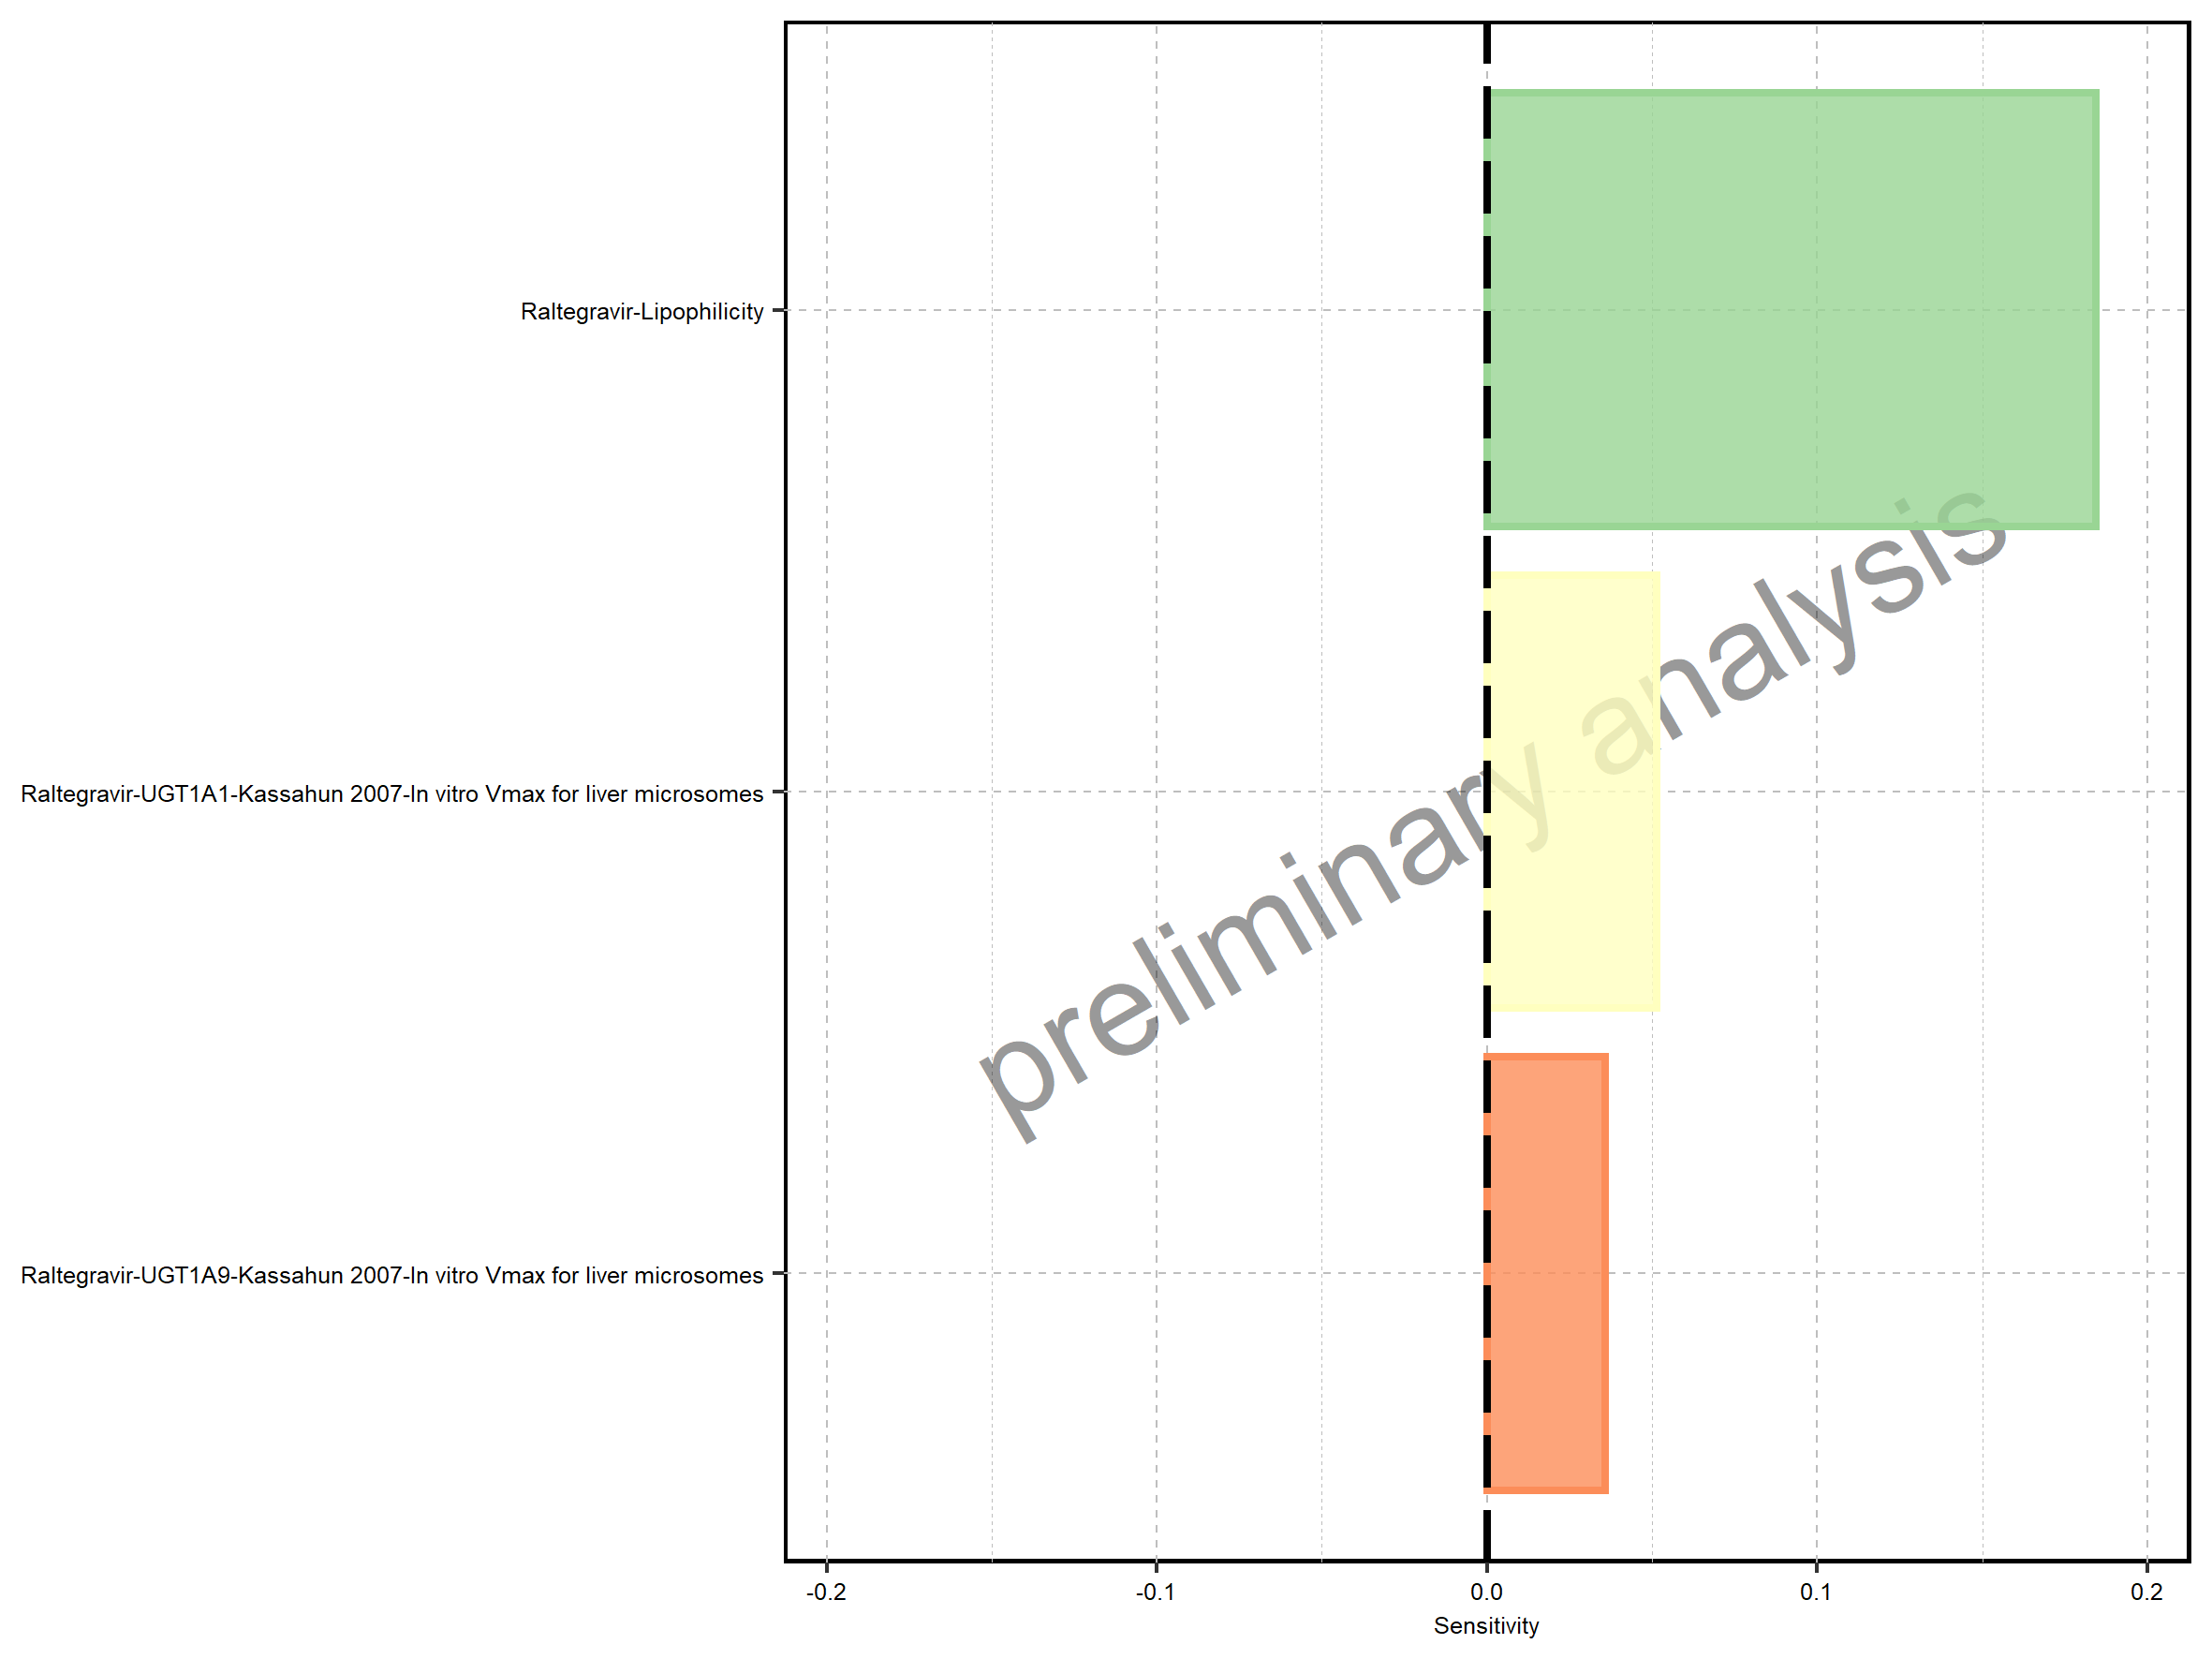 Raltegravir-Lipophilicity
Raltegravir-UGT1A1-Kassahun 2007-In vitro Vmax for liver microsomes
Raltegravir-UGT1A9-Kassahun 2007-In vitro Vmax for liver microsomes
preliminary analysis
-0.2 -0.1 0.0 0.1 0.2
Sensitivity